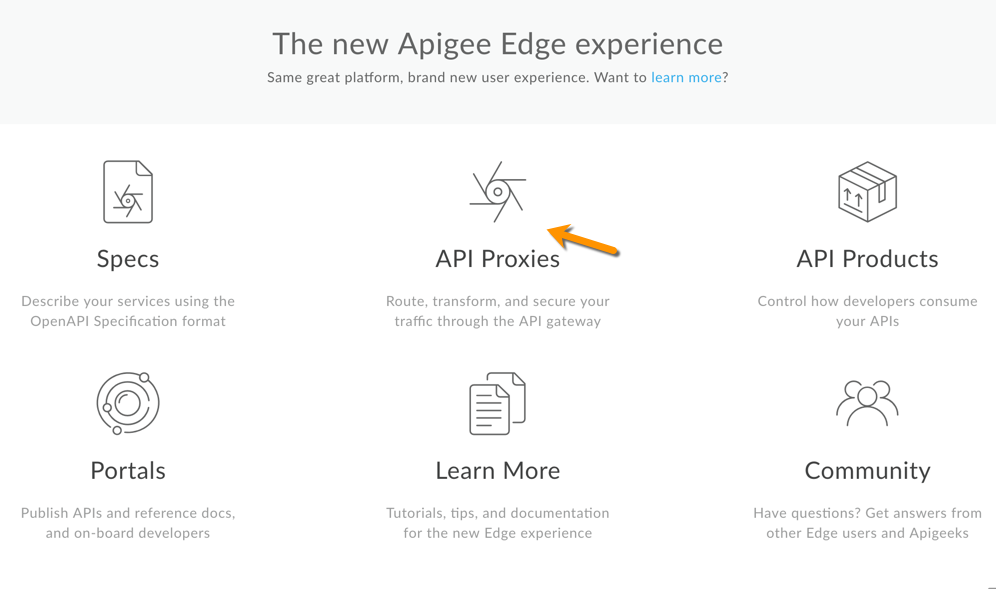 The new Apigee Edge experience
Same great platform, brand new user experience. Want to learn more?
Specs
Describe your services using the
OpenAPI Specification format
API Proxies
Route, transform, and secure your
traffic through the API gateway
API Products
Control how developers consume
your APIs
Portals
Publish APIs and reference docs,
and on-board developers
Learn More
Tutorials, tips, and documentation
for the new Edge experience
Community
Have questions? Get answers from
other Edge users and Apigeeks